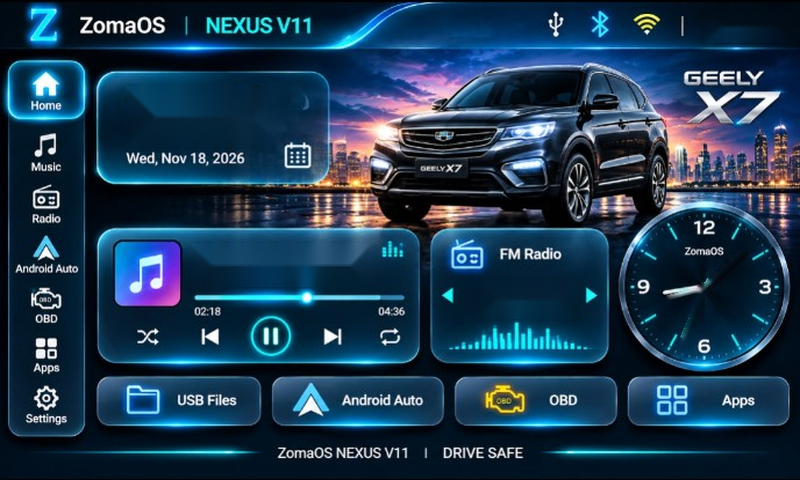 Z ZomaOS | NEXUS V11
Home
Music
Radio
Android Auto
OBD
OBD
Apps
Settings
Wed, Nov 18, 2026
GEELY
X7
GEELY X7
02:18
04:36
FM Radio
12
ZomaOS
9
3
6
USB Files
Android Auto
OBD
OBD
Apps
ZomaOS NEXUS V11 | DRIVE SAFE